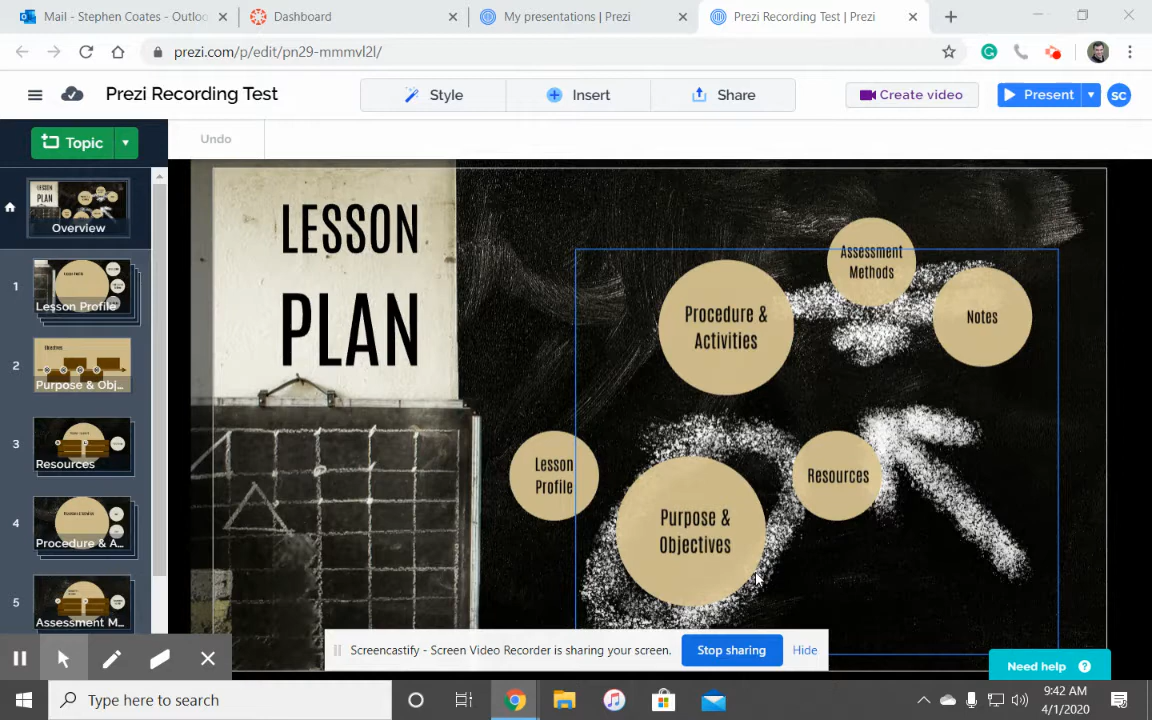 Mail - Stephen Coates - Outloo
Dashboard
My presentations | Prezi
Prezi Recording Test | Prezi
prezi.com/p/edit/pn29-mmmvl2l/
Prezi Recording Test
Style
Insert
Share
Create video
Present
SC
Topic
Undo
Overview
1
Lesson Profile
2
Purpose & Obj...
3
Resources
4
Procedure & A...
5
Assessment M...
LESSON
PLAN
Assessment
Methods
Procedure &
Activities
Notes
Lesson
Profile
Resources
Purpose &
Objectives
Screencastify - Screen Video Recorder is sharing your screen.
Stop sharing
Hide
Need help
Type here to search
9:42 AM
4/1/2020